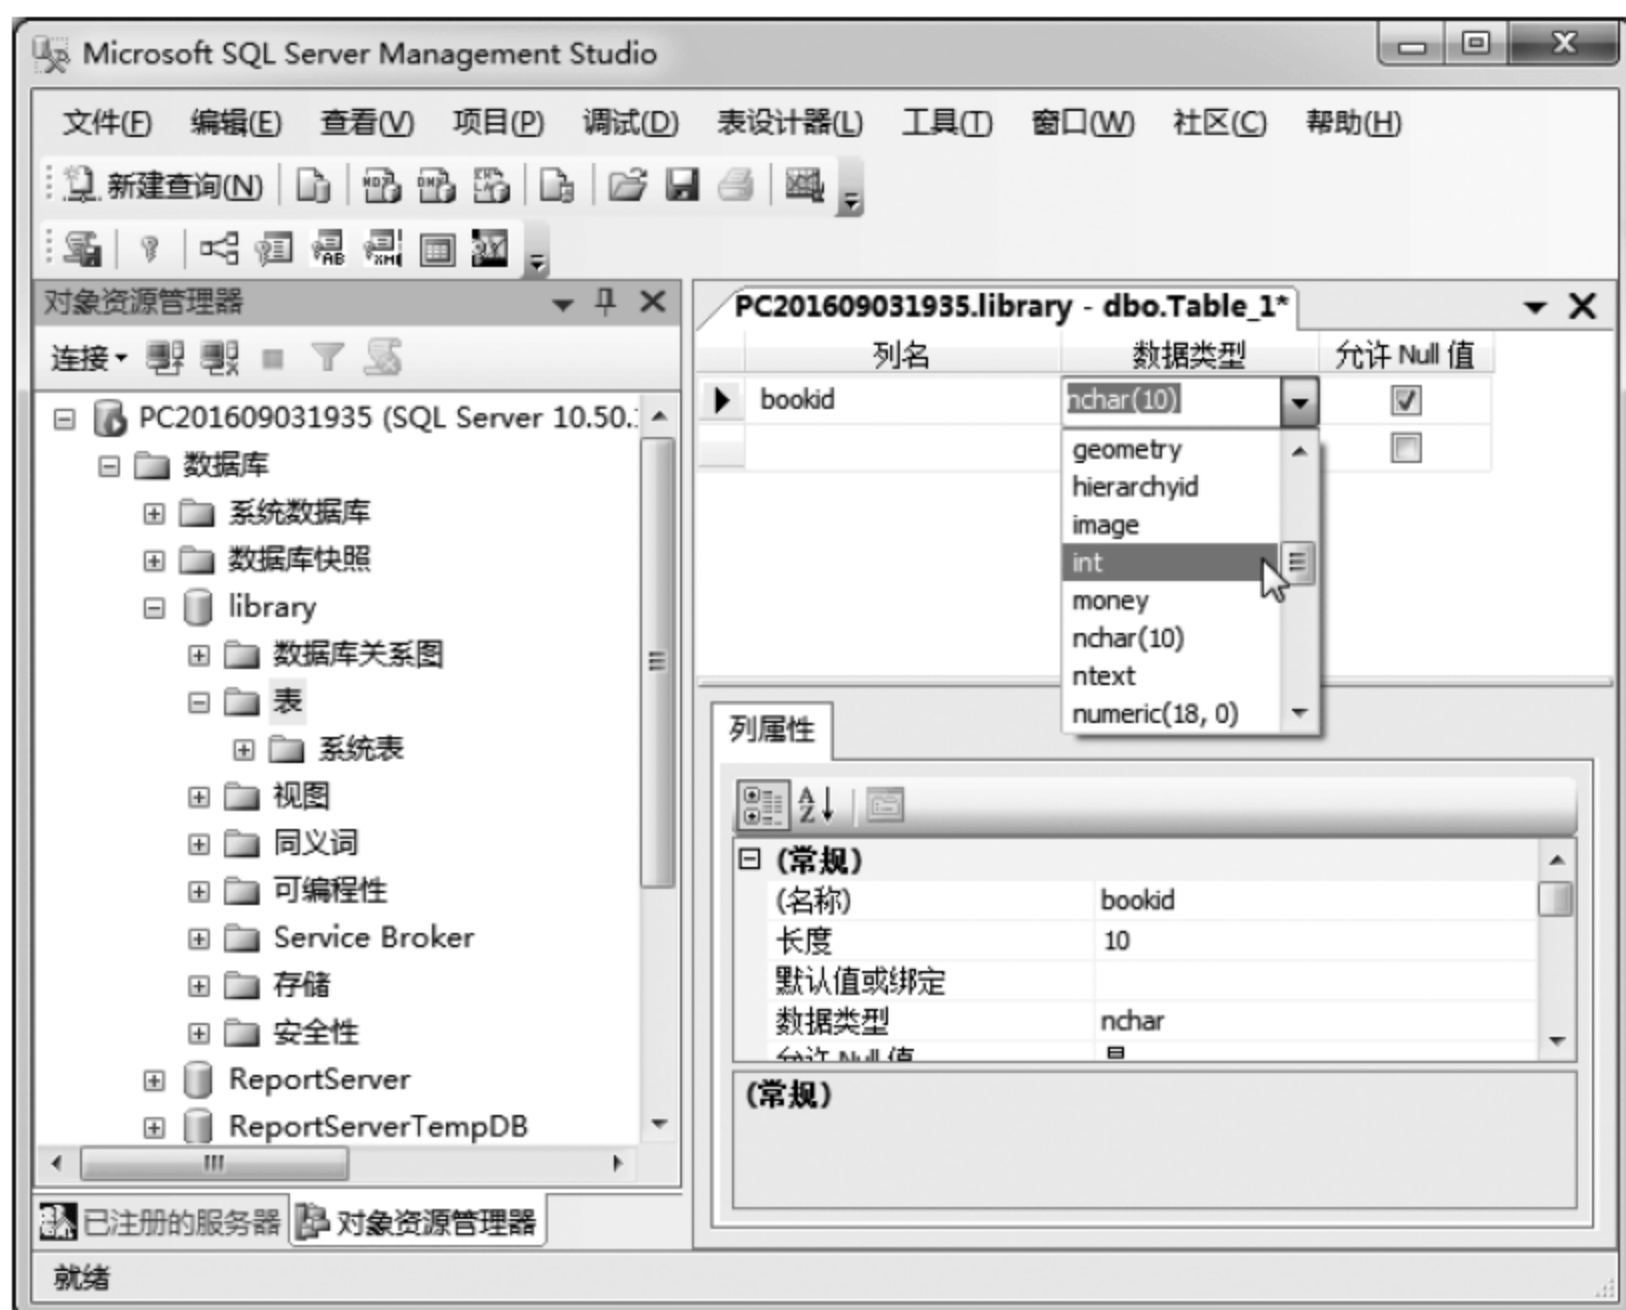 Microsoft SQL Server Management Studio
文件(F) 编辑(E) 查看(V) 项目(P) 调试(D) 表设计器(L) 工具(T) 窗口(W) 社区(C) 帮助(H)
新建查询(N)
对象资源管理器
连接
PC201609031935 (SQL Server 10.50.
数据库
系统数据库
数据库快照
library
数据库关系图
表
系统表
视图
同义词
可编程性
Service Broker
存储
安全性
ReportServer
ReportServerTempDB
已注册的服务器 对象资源管理器
PC201609031935.library - dbo.Table_1*
列名 数据类型 允许 Null 值
bookid nchar(10)
geometry
hierarchyid
image
int
money
nchar(10)
ntext
numeric(18, 0)
列属性
(常规)
(名称) bookid
长度 10
默认值或绑定
数据类型 nchar
允许 Null 值
(常规)
就绪